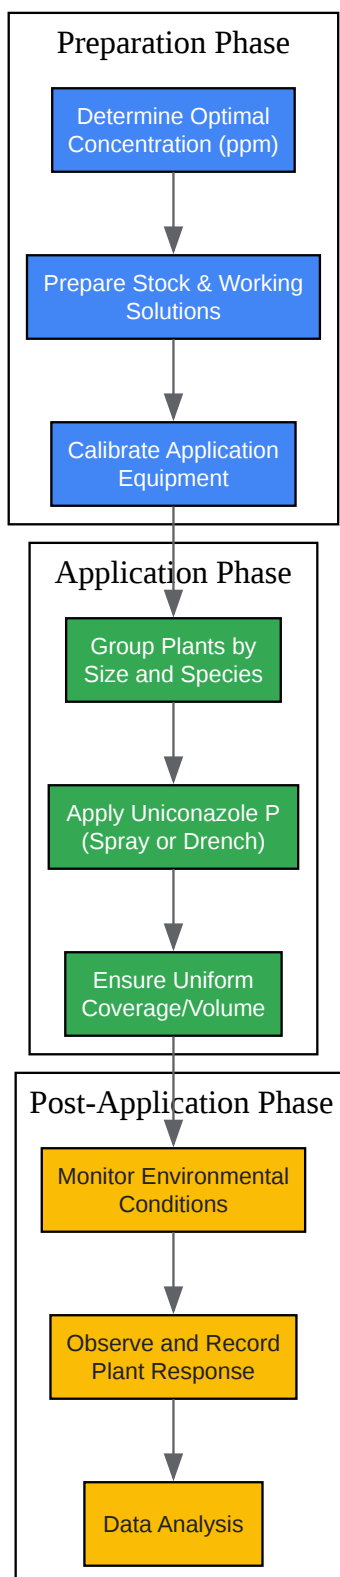 Preparation Phase
Determine Optimal
Concentration (ppm)
Prepare Stock & Working
Solutions
Calibrate Application
Equipment
Application Phase
Group Plants by
Size and Species
Apply Uniconazole P
(Spray or Drench)
Ensure Uniform
Coverage/Volume
Post-Application Phase
Monitor Environmental
Conditions
Observe and Record
Plant Response
Data Analysis